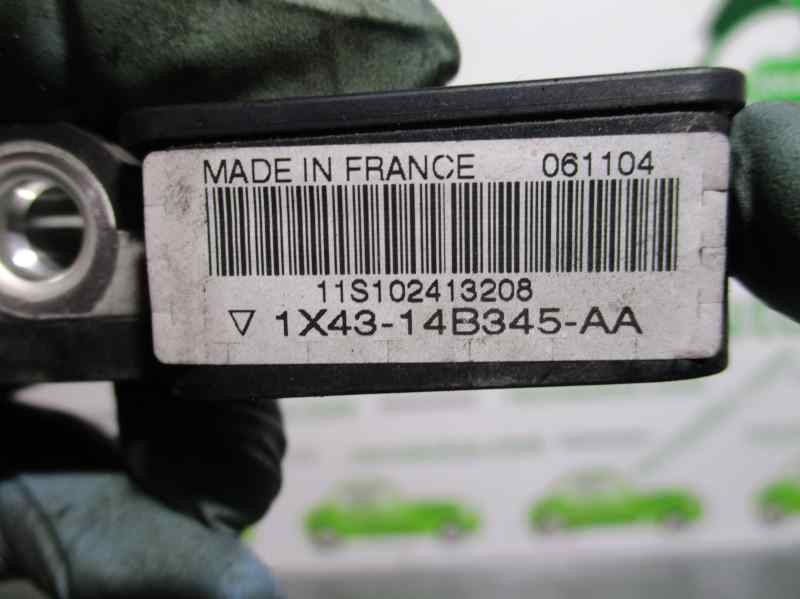 MADE IN FRANCE 061104
11S102413208
▽ 1X43-14B345-AA